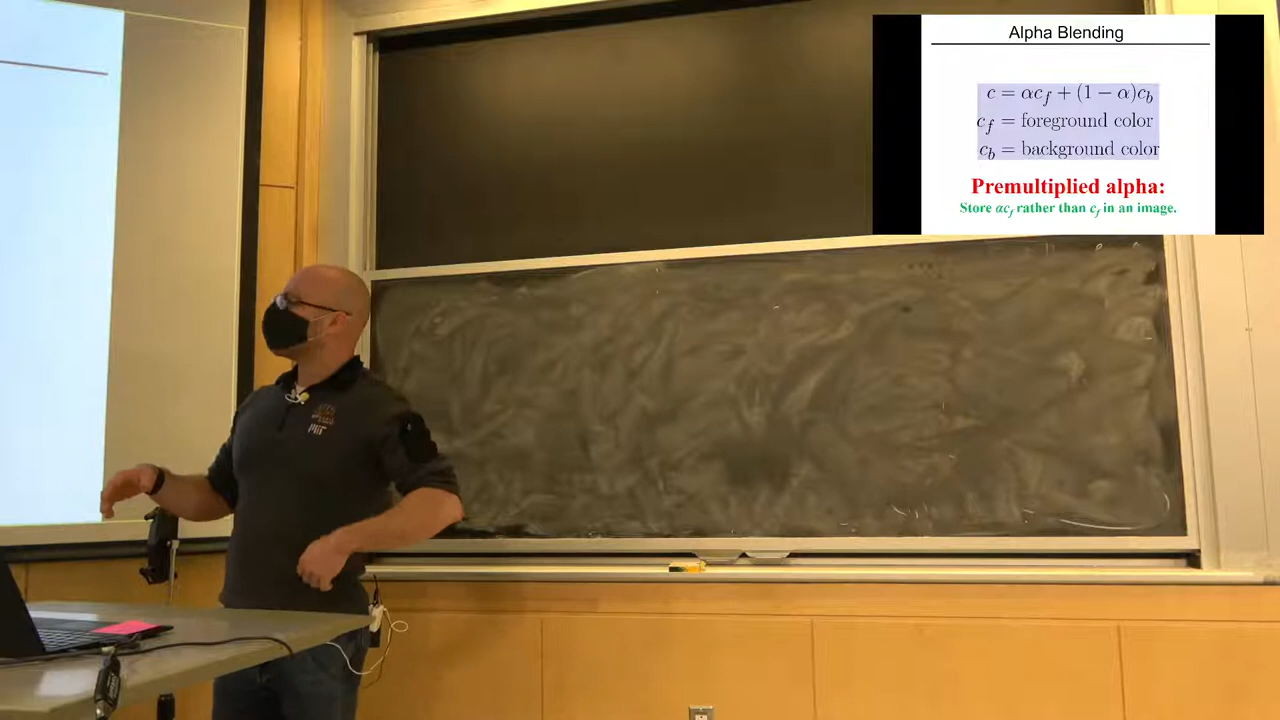 Alpha Blending
c = αc_f + (1 − α)c_b
c_f = foreground color
c_b = background color
Premultiplied alpha:
Store αc_f rather than c_f in an image.
MIT